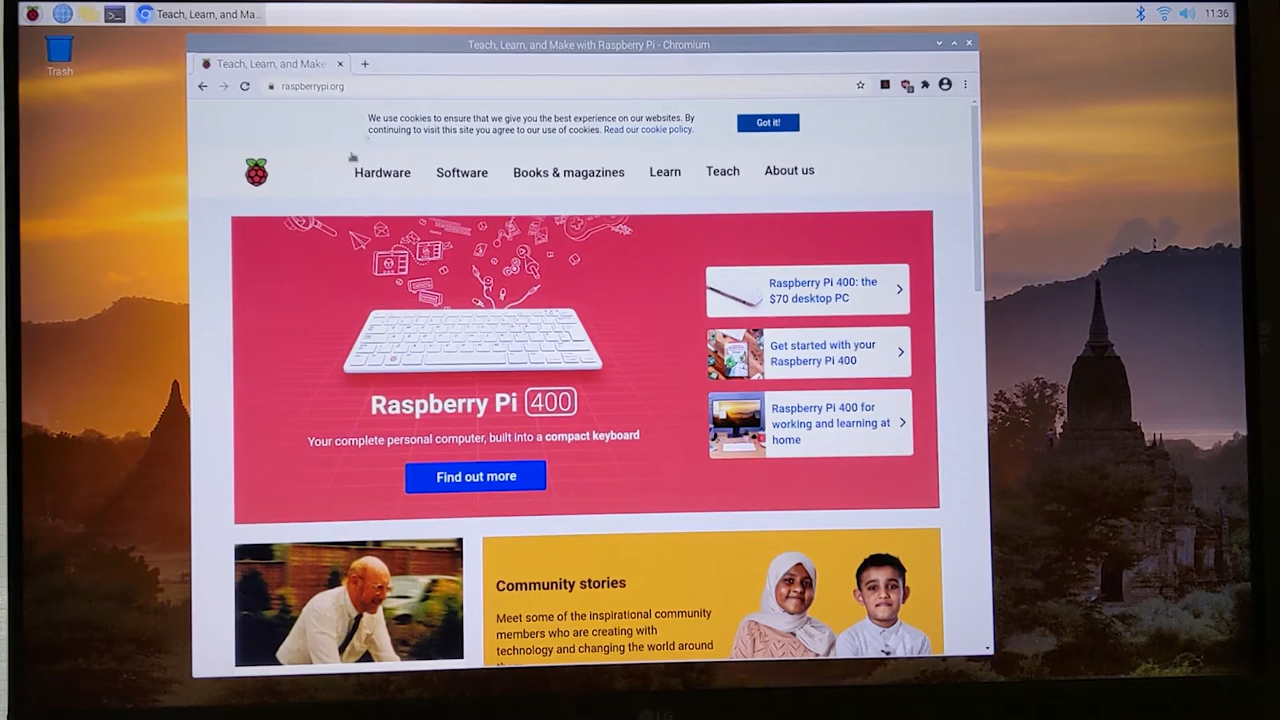 Teach, Learn, and Ma...
11:36
Trash
Teach, Learn, and Make with Raspberry Pi - Chromium
Teach, Learn, and Make
raspberrypi.org
We use cookies to ensure that we give you the best experience on our websites. By
continuing to visit this site you agree to our use of cookies. Read our cookie policy.
Got it!
Hardware
Software
Books & magazines
Learn
Teach
About us
Raspberry Pi 400
Your complete personal computer, built into a compact keyboard
Find out more
Raspberry Pi 400: the
$70 desktop PC
Get started with your
Raspberry Pi 400
Raspberry Pi 400 for
working and learning at
home
Community stories
Meet some of the inspirational community
members who are creating with
technology and changing the world around
LG